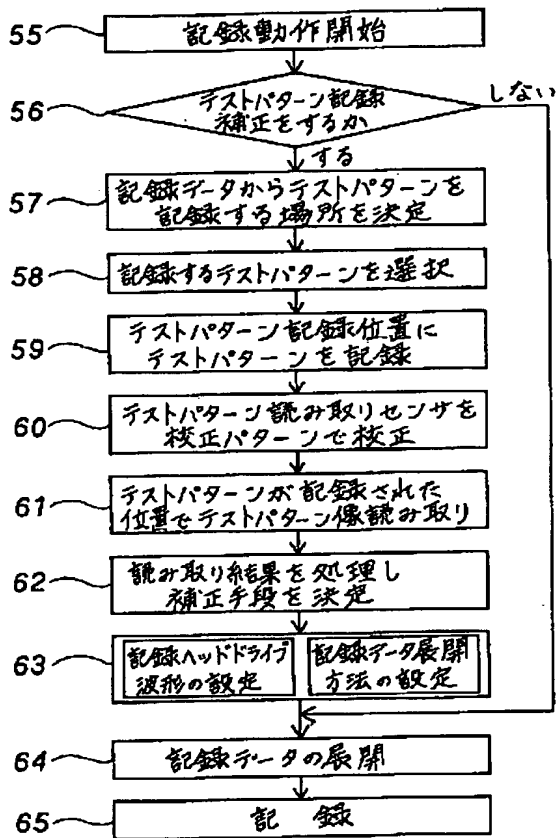 55
記録動作開始
56
テストパターン記録
補正をするか
しない
する
57
記録データからテストパターンを
記録する場所を決定
58
記録するテストパターンを選択
59
テストパターン記録位置に
テストパターンを記録
60
テストパターン読み取りセンサを
校正パターンで校正
61
テストパターンが記録された
位置でテストパターン像読み取り
62
読み取り結果を処理し
補正手段を決定
63
記録ヘッドドライブ
波形の設定
記録データ展開
方法の設定
64
記録データの展開
65
記 録